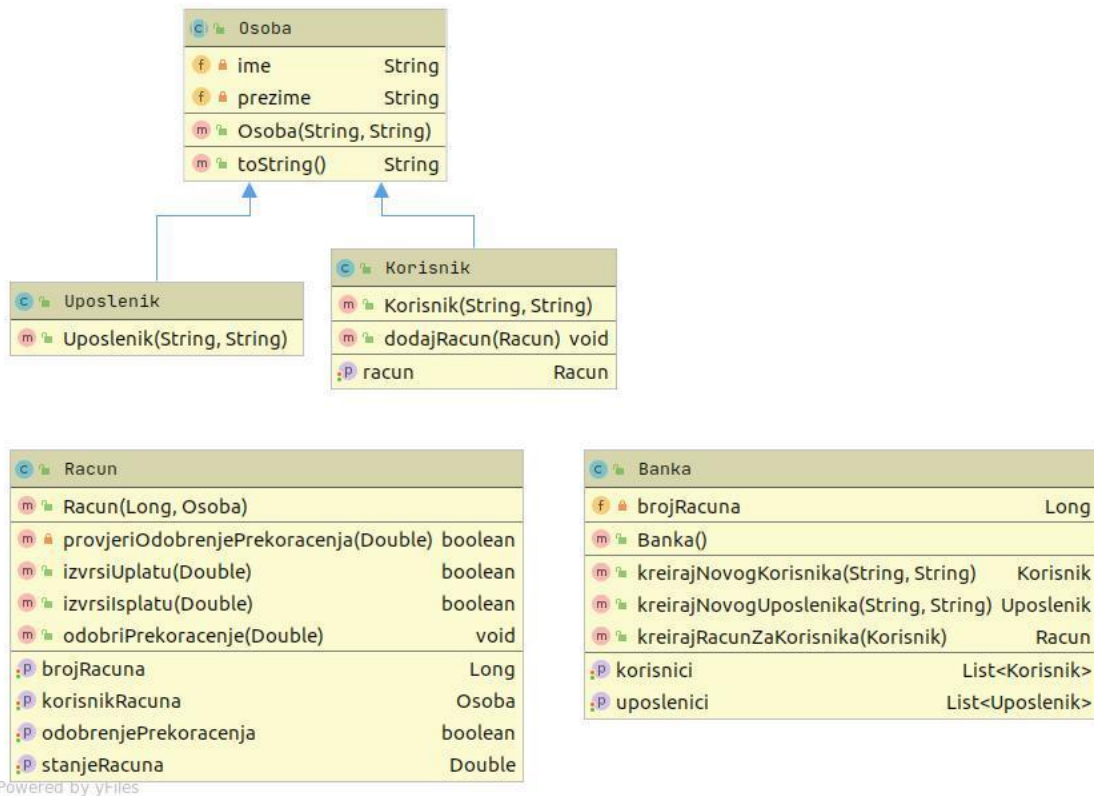 Osoba
ime String
prezime String
Osoba(String, String)
toString() String
Uposlenik
Uposlenik(String, String)
Korisnik
Korisnik(String, String)
dodajRacun(Racun) void
racun Racun
Racun
Racun(Long, Osoba)
provjeriOdobrenjePrekoracenja(Double) boolean
izvrsiUplatu(Double) boolean
izvrsiIsplatu(Double) boolean
odobriPrekoracenje(Double) void
brojRacuna Long
korisnikRacuna Osoba
odobrenjePrekoracenja boolean
stanjeRacuna Double
Banka
brojRacuna Long
Banka()
kreirajNovogKorisnika(String, String) Korisnik
kreirajNovogUposlenika(String, String) Uposlenik
kreirajRacunZaKorisnika(Korisnik) Racun
korisnici List<Korisnik>
uposlenici List<Uposlenik>
Powered by yFiles